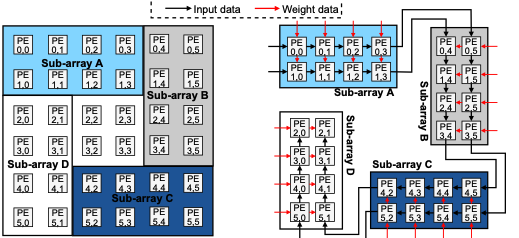 Input data Weight data
PE 0,0 PE 0,1 PE 0,2 PE 0,3 PE 0,4 PE 0,5
Sub-array A
PE 1,0 PE 1,1 PE 1,2 PE 1,3 PE 1,4 PE 1,5
Sub-array B
PE 2,0 PE 2,1 PE 2,2 PE 2,3 PE 2,4 PE 2,5
PE 3,0 PE 3,1 PE 3,2 PE 3,3 PE 3,4 PE 3,5
Sub-array D
PE 4,0 PE 4,1 PE 4,2 PE 4,3 PE 4,4 PE 4,5
Sub-array C
PE 5,0 PE 5,1 PE 5,2 PE 5,3 PE 5,4 PE 5,5
PE 0,0 PE 0,1 PE 0,2 PE 0,3
PE 1,0 PE 1,1 PE 1,2 PE 1,3
Sub-array A
PE 0,4 PE 0,5
PE 1,4 PE 1,5
PE 2,4 PE 2,5
PE 3,4 PE 3,5
Sub-array B
PE 2,0 PE 2,1
PE 3,0 PE 3,1
PE 4,0 PE 4,1
PE 5,0 PE 5,1
Sub-array D
Sub-array C
PE 4,2 PE 4,3 PE 4,4 PE 4,5
PE 5,2 PE 5,3 PE 5,4 PE 5,5